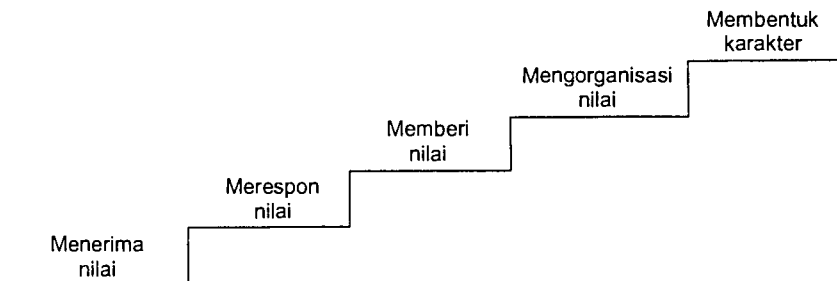 Membentuk
karakter
Mengorganisasi
nilai
Memberi
nilai
Merespon
nilai
Menerima
nilai